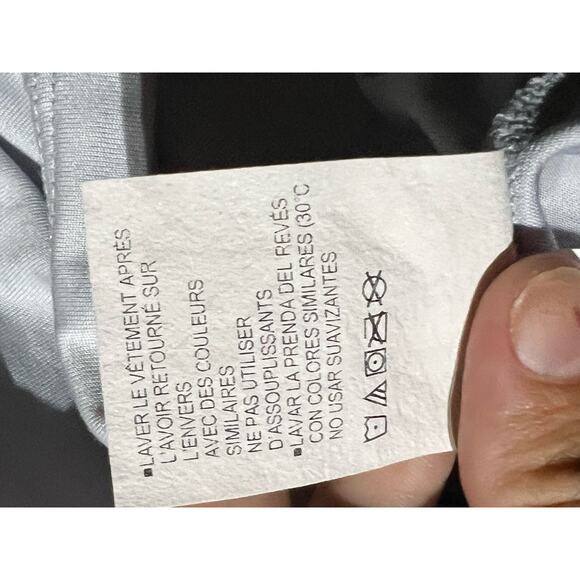 ▪LAVER LE VÊTEMENT APRÈS
L'AVOIR RETOURNÉ SUR
L'ENVERS
AVEC DES COULEURS
SIMILAIRES
NE PAS UTILISER
D'ASSOUPLISSANTS
▪LAVAR LA PRENDA DEL REVÉS
CON COLORES SIMILARES (30°C
NO USAR SUAVIZANTES